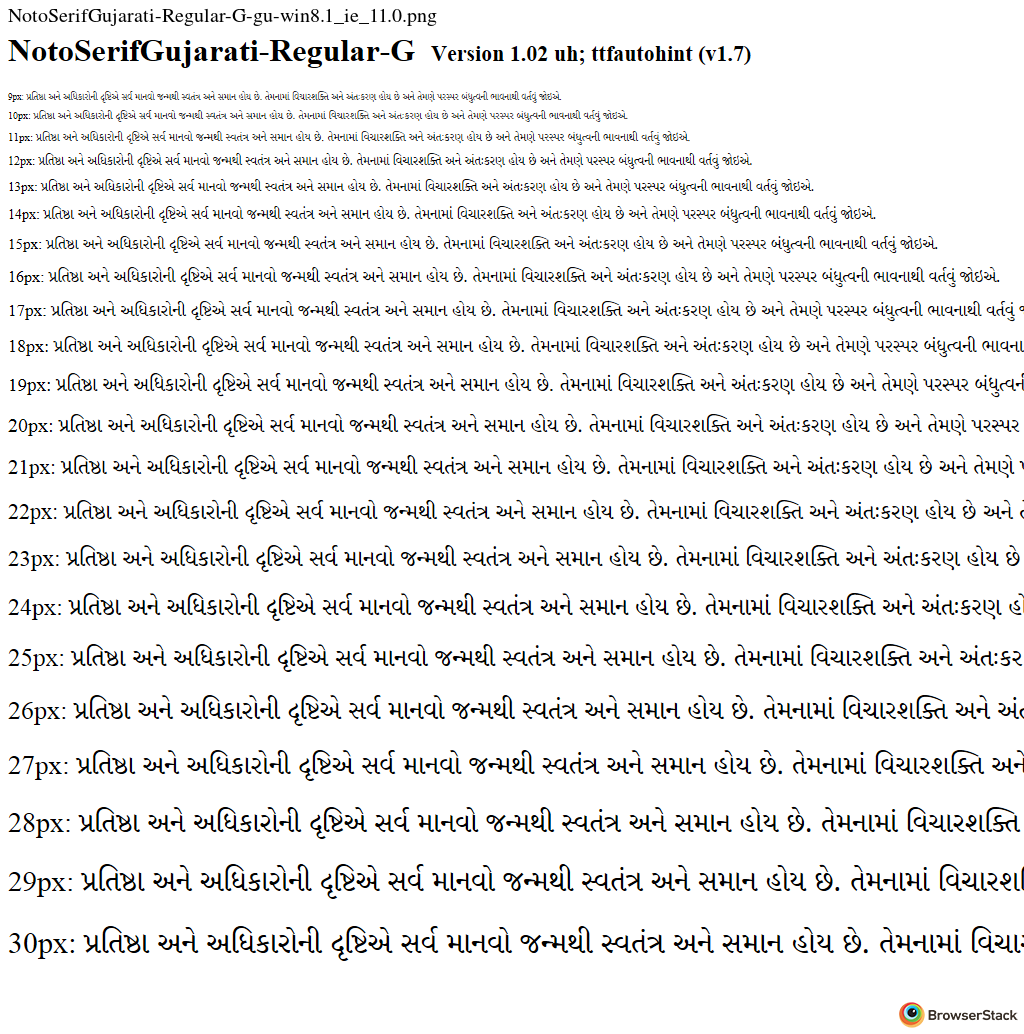 NotoSerifGujarati-Regular-G-gu-win8.1_ie_11.0.png
NotoSerifGujarati-Regular-G Version 1.02 uh; ttfautohint (v1.7)
9px: પ્રતિષ્ઠા અને અધિકારોની દૃષ્ટિએ સર્વ માનવો જન્મથી સ્વતંત્ર અને સમાન હોય છે. તેમનામાં વિચારશક્તિ અને અંતઃકરણ હોય છે અને તેમણે પરસ્પર બંધુત્વની ભાવનાથી વર્તવું જોઇએ.
10px: પ્રતિષ્ઠા અને અધિકારોની દૃષ્ટિએ સર્વ માનવો જન્મથી સ્વતંત્ર અને સમાન હોય છે. તેમનામાં વિચારશક્તિ અને અંતઃકરણ હોય છે અને તેમણે પરસ્પર બંધુત્વની ભાવનાથી વર્તવું જોઇએ.
11px: પ્રતિષ્ઠા અને અધિકારોની દૃષ્ટિએ સર્વ માનવો જન્મથી સ્વતંત્ર અને સમાન હોય છે. તેમનામાં વિચારશક્તિ અને અંતઃકરણ હોય છે અને તેમણે પરસ્પર બંધુત્વની ભાવનાથી વર્તવું જોઇએ.
12px: પ્રતિષ્ઠા અને અધિકારોની દૃષ્ટિએ સર્વ માનવો જન્મથી સ્વતંત્ર અને સમાન હોય છે. તેમનામાં વિચારશક્તિ અને અંતઃકરણ હોય છે અને તેમણે પરસ્પર બંધુત્વની ભાવનાથી વર્તવું જોઇએ.
13px: પ્રતિષ્ઠા અને અધિકારોની દૃષ્ટિએ સર્વ માનવો જન્મથી સ્વતંત્ર અને સમાન હોય છે. તેમનામાં વિચારશક્તિ અને અંતઃકરણ હોય છે અને તેમણે પરસ્પર બંધુત્વની ભાવનાથી વર્તવું જોઇએ.
14px: પ્રતિષ્ઠા અને અધિકારોની દૃષ્ટિએ સર્વ માનવો જન્મથી સ્વતંત્ર અને સમાન હોય છે. તેમનામાં વિચારશક્તિ અને અંતઃકરણ હોય છે અને તેમણે પરસ્પર બંધુત્વની ભાવનાથી વર્તવું જોઇએ.
15px: પ્રતિષ્ઠા અને અધિકારોની દૃષ્ટિએ સર્વ માનવો જન્મથી સ્વતંત્ર અને સમાન હોય છે. તેમનામાં વિચારશક્તિ અને અંતઃકરણ હોય છે અને તેમણે પરસ્પર બંધુત્વની ભાવનાથી વર્તવું જોઇએ.
16px: પ્રતિષ્ઠા અને અધિકારોની દૃષ્ટિએ સર્વ માનવો જન્મથી સ્વતંત્ર અને સમાન હોય છે. તેમનામાં વિચારશક્તિ અને અંતઃકરણ હોય છે અને તેમણે પરસ્પર બંધુત્વની ભાવનાથી વર્તવું જોઇએ.
17px: પ્રતિષ્ઠા અને અધિકારોની દૃષ્ટિએ સર્વ માનવો જન્મથી સ્વતંત્ર અને સમાન હોય છે. તેમનામાં વિચારશક્તિ અને અંતઃકરણ હોય છે અને તેમણે પરસ્પર બંધુત્વની ભાવનાથી વર્તવું
18px: પ્રતિષ્ઠા અને અધિકારોની દૃષ્ટિએ સર્વ માનવો જન્મથી સ્વતંત્ર અને સમાન હોય છે. તેમનામાં વિચારશક્તિ અને અંતઃકરણ હોય છે અને તેમણે પરસ્પર બંધુત્વની ભાવના
19px: પ્રતિષ્ઠા અને અધિકારોની દૃષ્ટિએ સર્વ માનવો જન્મથી સ્વતંત્ર અને સમાન હોય છે. તેમનામાં વિચારશક્તિ અને અંતઃકરણ હોય છે અને તેમણે પરસ્પર બંધુત્વની
20px: પ્રતિષ્ઠા અને અધિકારોની દૃષ્ટિએ સર્વ માનવો જન્મથી સ્વતંત્ર અને સમાન હોય છે. તેમનામાં વિચારશક્તિ અને અંતઃકરણ હોય છે અને તેમણે પરસ્પર
21px: પ્રતિષ્ઠા અને અધિકારોની દૃષ્ટિએ સર્વ માનવો જન્મથી સ્વતંત્ર અને સમાન હોય છે. તેમનામાં વિચારશક્તિ અને અંતઃકરણ હોય છે અને તેમણે
22px: પ્રતિષ્ઠા અને અધિકારોની દૃષ્ટિએ સર્વ માનવો જન્મથી સ્વતંત્ર અને સમાન હોય છે. તેમનામાં વિચારશક્તિ અને અંતઃકરણ હોય છે અને
23px: પ્રતિષ્ઠા અને અધિકારોની દૃષ્ટિએ સર્વ માનવો જન્મથી સ્વતંત્ર અને સમાન હોય છે. તેમનામાં વિચારશક્તિ અને અંતઃકરણ હોય છે
24px: પ્રતિષ્ઠા અને અધિકારોની દૃષ્ટિએ સર્વ માનવો જન્મથી સ્વતંત્ર અને સમાન હોય છે. તેમનામાં વિચારશક્તિ અને અંતઃકરણ હો
25px: પ્રતિષ્ઠા અને અધિકારોની દૃષ્ટિએ સર્વ માનવો જન્મથી સ્વતંત્ર અને સમાન હોય છે. તેમનામાં વિચારશક્તિ અને અંતઃકર
26px: પ્રતિષ્ઠા અને અધિકારોની દૃષ્ટિએ સર્વ માનવો જન્મથી સ્વતંત્ર અને સમાન હોય છે. તેમનામાં વિચારશક્તિ અને અંત
27px: પ્રતિષ્ઠા અને અધિકારોની દૃષ્ટિએ સર્વ માનવો જન્મથી સ્વતંત્ર અને સમાન હોય છે. તેમનામાં વિચારશક્તિ અને
28px: પ્રતિષ્ઠા અને અધિકારોની દૃષ્ટિએ સર્વ માનવો જન્મથી સ્વતંત્ર અને સમાન હોય છે. તેમનામાં વિચારશક્તિ
29px: પ્રતિષ્ઠા અને અધિકારોની દૃષ્ટિએ સર્વ માનવો જન્મથી સ્વતંત્ર અને સમાન હોય છે. તેમનામાં વિચારશ
30px: પ્રતિષ્ઠા અને અધિકારોની દૃષ્ટિએ સર્વ માનવો જન્મથી સ્વતંત્ર અને સમાન હોય છે. તેમનામાં વિચાર
BrowserStack